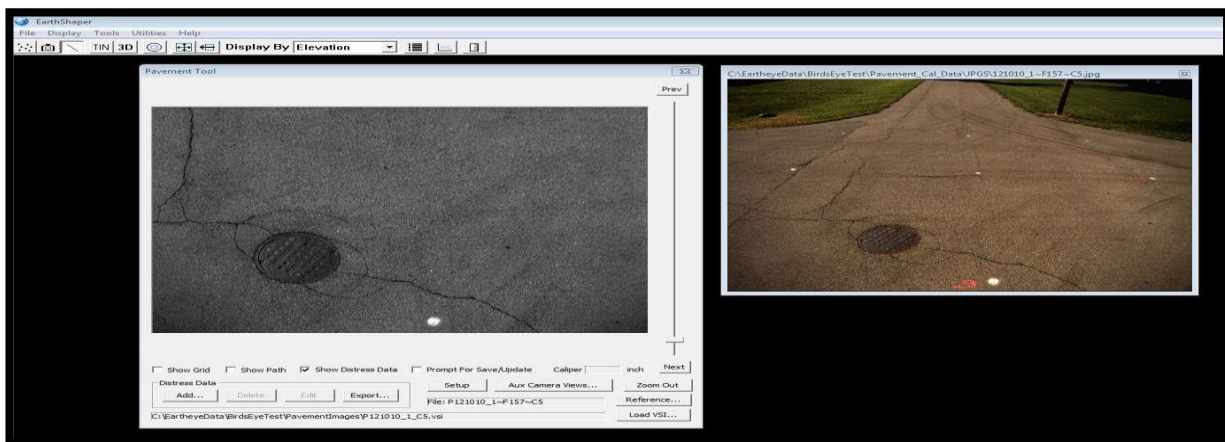 EarthShaper
File Display Tools Utilities Help
TIN 3D Display By Elevation
Pavement Tool
C:\EartheyeData\BirdsEyeTest\Pavement_Cal_Data\JPGS\121010_1~F157~C5.jpg
Prev
Show Grid Show Path Show Distress Data Prompt For Save/Update Caliper inch Next
Distress Data
Setup Aux Camera Views... Zoom Out
Add... Delete Edit Export...
File: P121010_1~F157~C5 Reference...
C:\EartheyeData\BirdsEyeTest\PavementImages\P121010_1_C5.vsi Load VSI...